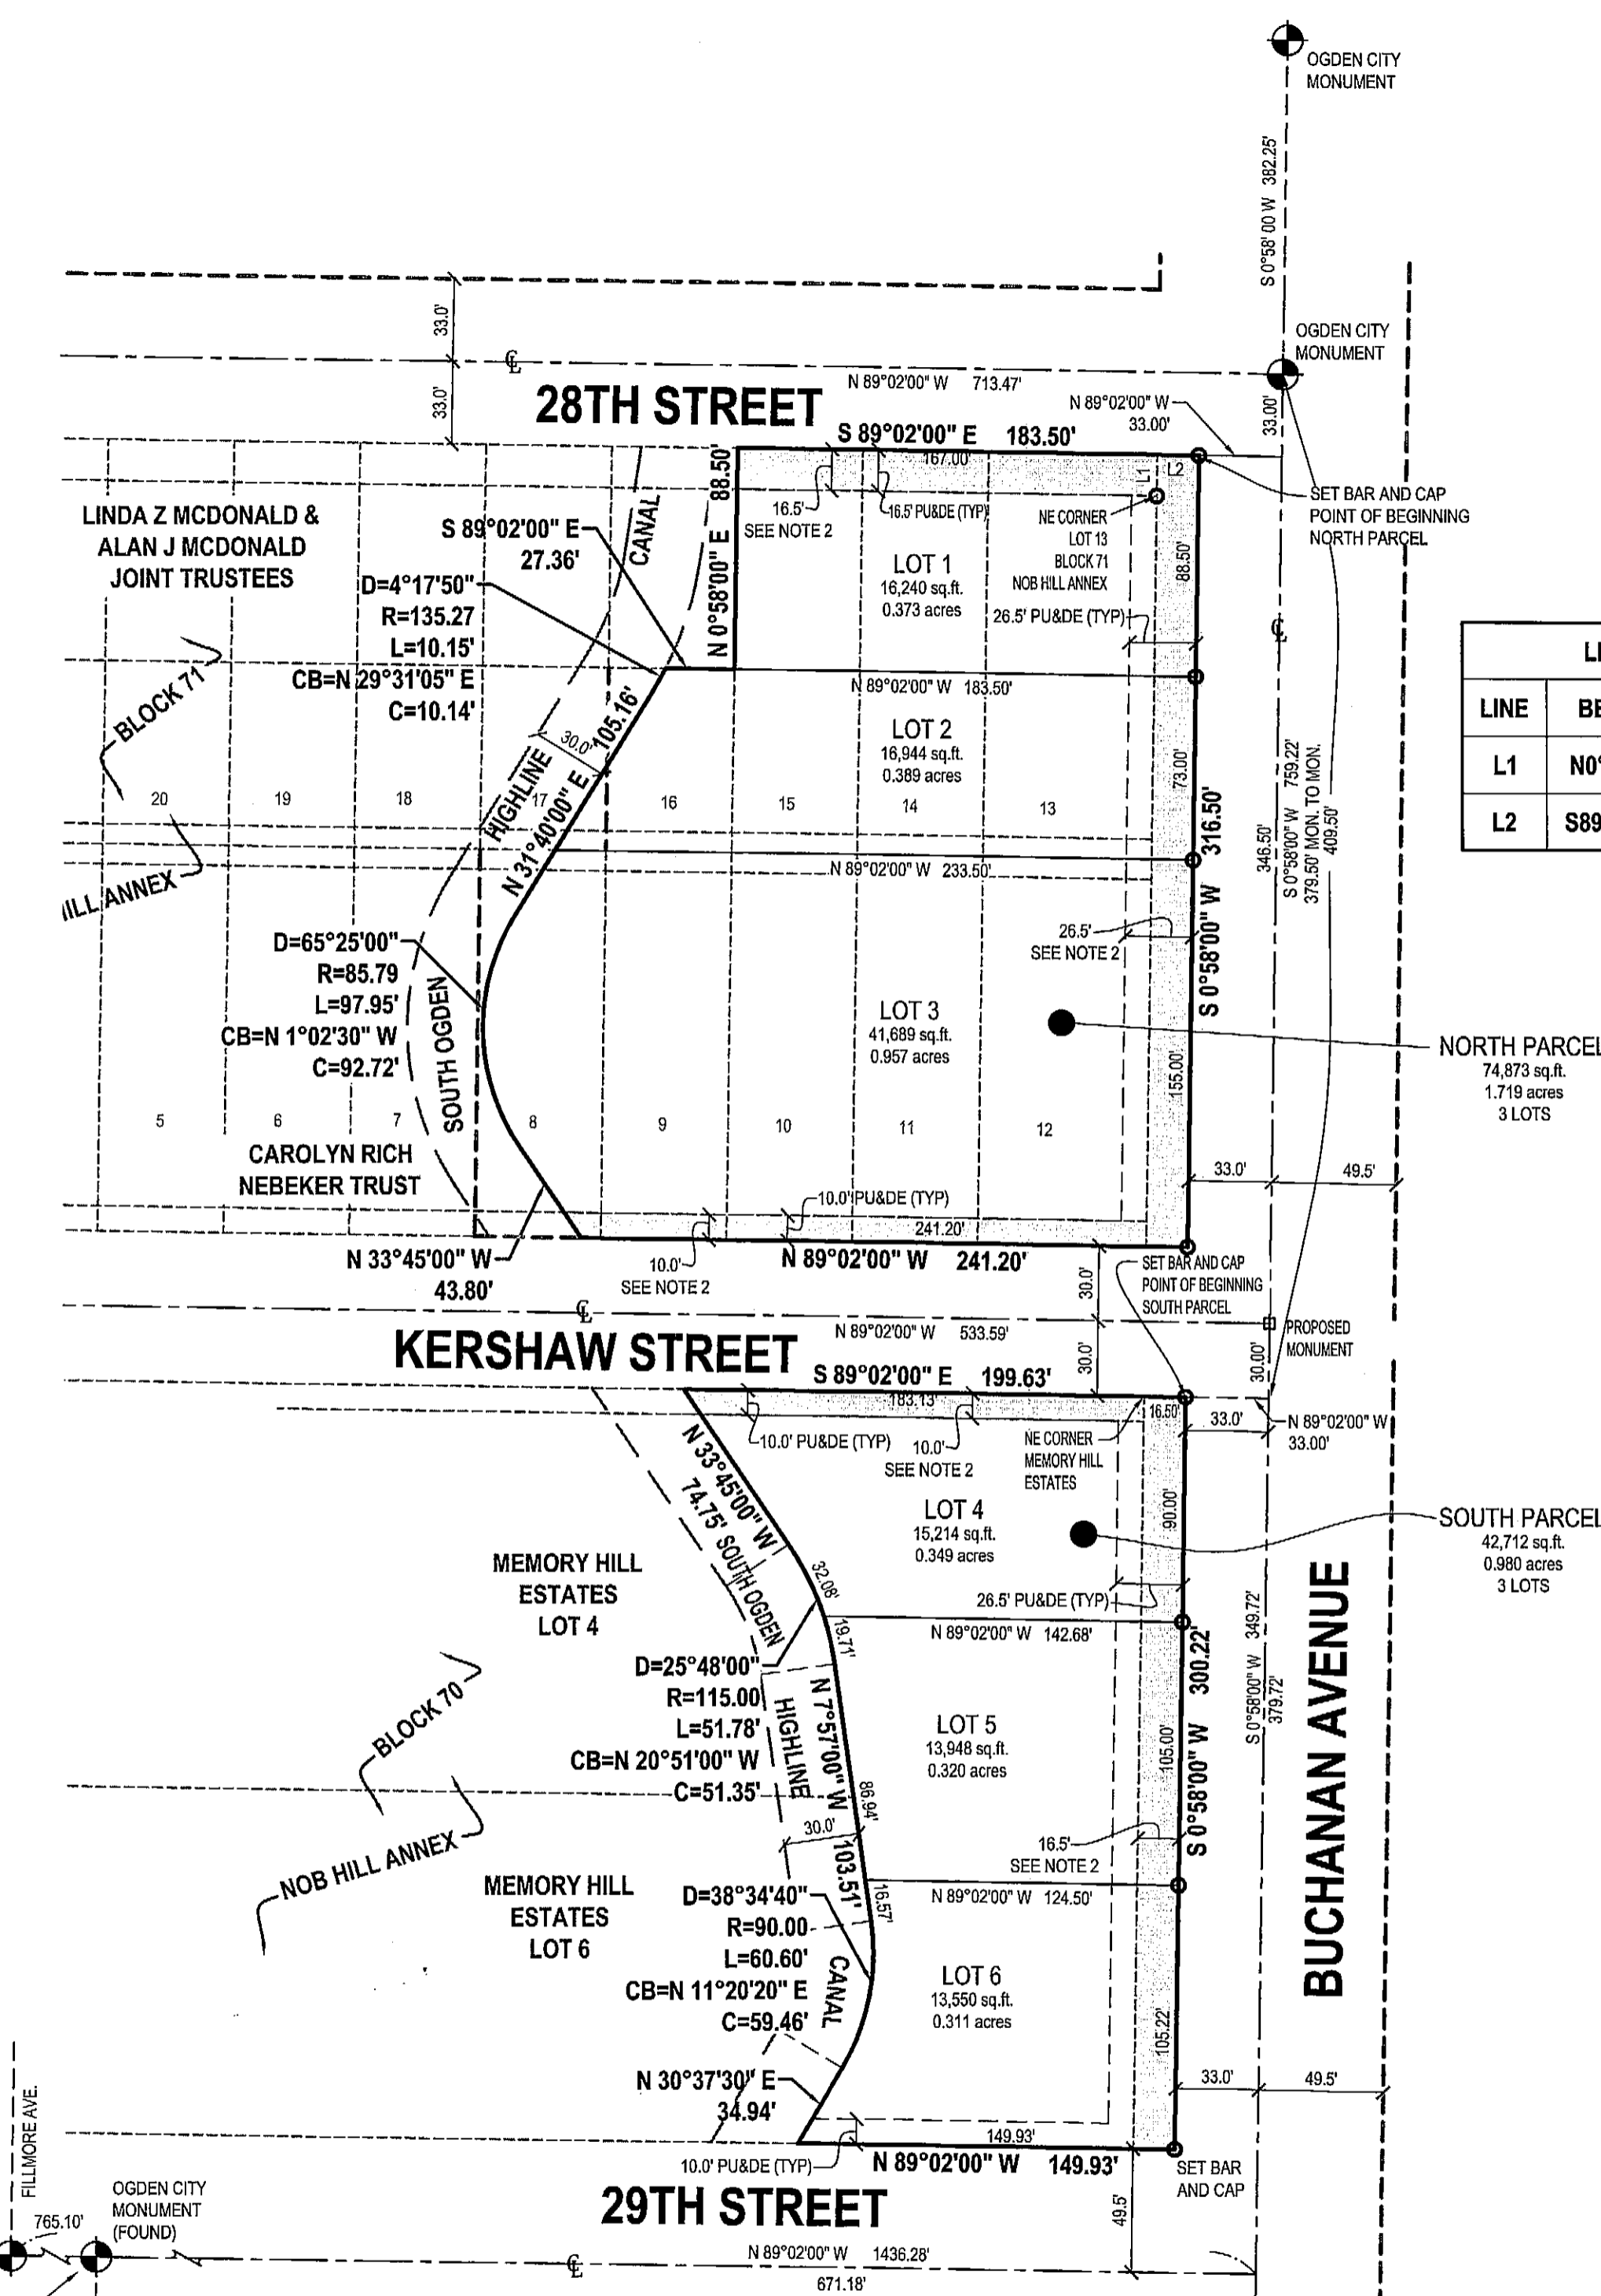 OGDEN CITY
MONUMENT
S 0°58' 00 W 382.25'
OGDEN CITY
MONUMENT
33.0'
33.0'
℄
N 89°02'00" W 713.47'
28TH STREET
N 89°02'00" W
33.00'
33.00'
S 89°02'00" E 183.50'
167.00'
L1
L2
88.50'
N 0°58'00" E
16.5'
SEE NOTE 2
16.5' PU&DE (TYP)
NE CORNER
LOT 13
BLOCK 71
NOB HILL ANNEX
SET BAR AND CAP
POINT OF BEGINNING
NORTH PARCEL
LINDA Z MCDONALD &
ALAN J MCDONALD
JOINT TRUSTEES
S 89°02'00" E
27.36'
CANAL
D=4°17'50"
R=135.27
L=10.15'
CB=N 29°31'05" E
C=10.14'
LOT 1
16,240 sq.ft.
0.373 acres
88.50'
26.5' PU&DE (TYP)
℄
BLOCK 71
N 89°02'00" W 183.50'
LINE
L1
L2
LOT 2
16,944 sq.ft.
0.389 acres
73.00'
30.0'
105.16'
N 31°40'00" E
HIGHLINE
20
19
18
17
16
15
14
13
S 0°58'00" W 316.50'
346.50'
S 0°58'00" W 759.22'
379.50' MON. TO MON.
409.50'
N 89°02'00" W 233.50'
ILL ANNEX
D=65°25'00"
R=85.79
L=97.95'
CB=N 1°02'30" W
C=92.72'
SOUTH OGDEN
26.5'
SEE NOTE 2
LOT 3
41,689 sq.ft.
0.957 acres
155.00'
NORTH PARCEL
74,873 sq.ft.
1.719 acres
3 LOTS
5
6
7
8
9
10
11
12
CAROLYN RICH
NEBEKER TRUST
33.0'
49.5'
10.0' PU&DE (TYP)
241.20'
N 33°45'00" W
43.80'
10.0'
SEE NOTE 2
N 89°02'00" W 241.20'
SET BAR AND CAP
POINT OF BEGINNING
SOUTH PARCEL
30.0'
℄
N 89°02'00" W 533.59'
PROPOSED
MONUMENT
KERSHAW STREET
30.0'
30.00'
S 89°02'00" E 199.63'
183.13'
16.50'
33.0'
N 89°02'00" W
33.00'
10.0' PU&DE (TYP)
10.0'
SEE NOTE 2
NE CORNER
MEMORY HILL
ESTATES
N 33°45'00" W
74.75'
SOUTH OGDEN
LOT 4
15,214 sq.ft.
0.349 acres
90.00'
SOUTH PARCEL
42,712 sq.ft.
0.980 acres
3 LOTS
MEMORY HILL
ESTATES
LOT 4
32.08'
26.5' PU&DE (TYP)
19.71'
N 89°02'00" W 142.68'
D=25°48'00"
R=115.00
L=51.78'
CB=N 20°51'00" W
C=51.35'
HIGHLINE
N 7°57'00" W 103.51'
86.94'
BLOCK 70
LOT 5
13,948 sq.ft.
0.320 acres
105.00'
S 0°58'00" W 300.22'
S 0°58'00" W 349.72'
379.72'
BUCHANAN AVENUE
30.0'
16.5'
SEE NOTE 2
NOB HILL ANNEX
N 89°02'00" W 124.50'
MEMORY HILL
ESTATES
LOT 6
D=38°34'40"
R=90.00
L=60.60'
CB=N 11°20'20" E
C=59.46'
16.57'
CANAL
LOT 6
13,550 sq.ft.
0.311 acres
105.22'
N 30°37'30" E
34.94'
33.0'
49.5'
149.93'
10.0' PU&DE (TYP)
N 89°02'00" W 149.93'
SET BAR
AND CAP
29TH STREET
49.5'
FILLMORE AVE.
765.10'
OGDEN CITY
MONUMENT
(FOUND)
℄
N 89°02'00" W 1436.28'
671.18'